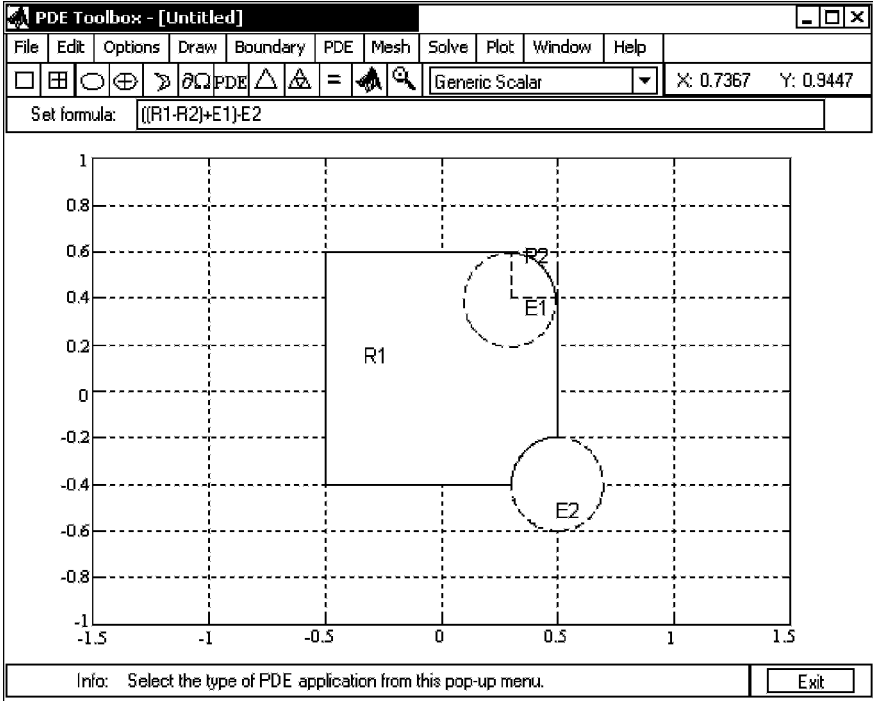 PDE Toolbox - [Untitled]
File Edit Options Draw Boundary PDE Mesh Solve Plot Window Help
∂Ω PDE = Generic Scalar X: 0.7367 Y: 0.9447
Set formula: ((R1-R2)+E1)-E2
1
0.8
0.6
0.4
0.2
0
-0.2
-0.4
-0.6
-0.8
-1
R2
E1
R1
E2
-1.5 -1 -0.5 0 0.5 1 1.5
Info: Select the type of PDE application from this pop-up menu. Exit